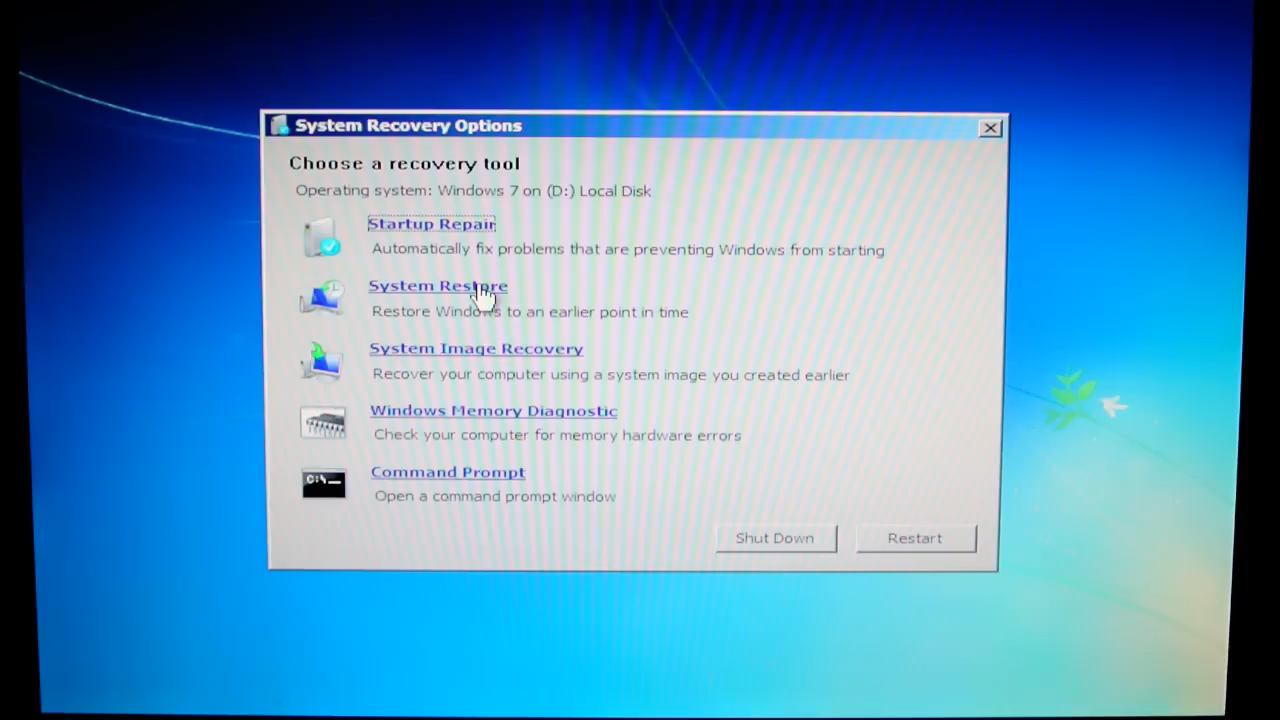 System Recovery Options
Choose a recovery tool
Operating system: Windows 7 on (D:) Local Disk
Startup Repair
Automatically fix problems that are preventing Windows from starting
System Restore
Restore Windows to an earlier point in time
System Image Recovery
Recover your computer using a system image you created earlier
Windows Memory Diagnostic
Check your computer for memory hardware errors
C:\
Command Prompt
Open a command prompt window
Shut Down
Restart